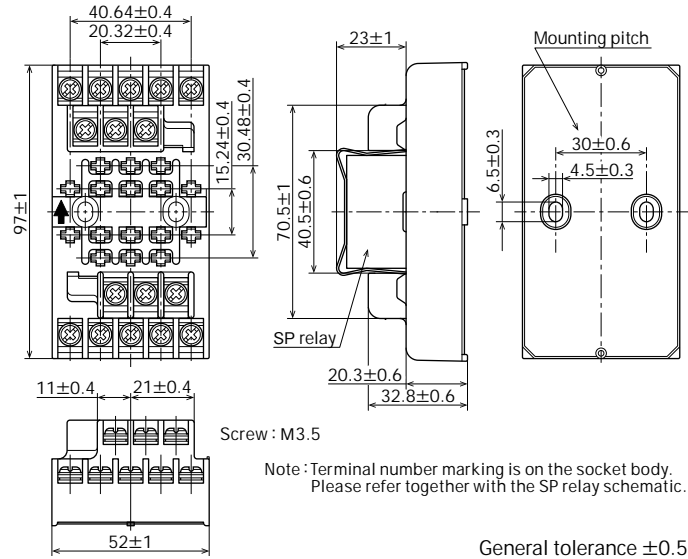 40.64±0.4
20.32±0.4
97±1
15.24±0.4
30.48±0.4
23±1
70.5±1
40.5±0.6
SP relay
20.3±0.6
32.8±0.6
Mounting pitch
30±0.6
4.5±0.3
6.5±0.3
11±0.4
21±0.4
52±1
Screw : M3.5
Note : Terminal number marking is on the socket body.
Please refer together with the SP relay schematic.
General tolerance ±0.5